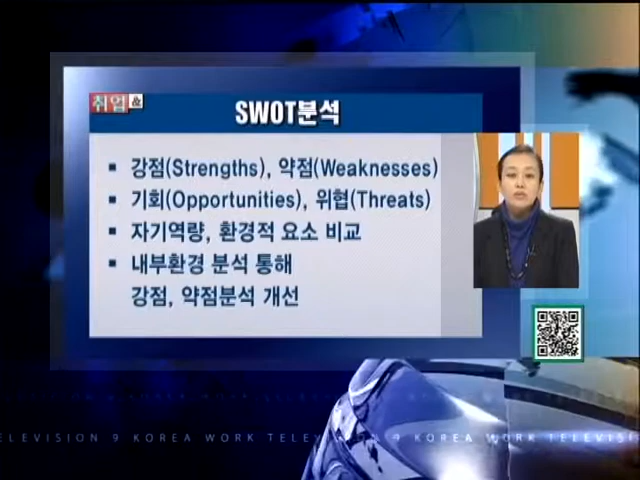 취업&
SWOT분석
▪ 강점(Strengths), 약점(Weaknesses)
▪ 기회(Opportunities), 위협(Threats)
▪ 자기역량, 환경적 요소 비교
▪ 내부환경 분석 통해
강점, 약점분석 개선
ELEVISION 9 KOREA WORK TELEVISION 9 KOREA WORK TELEVISI